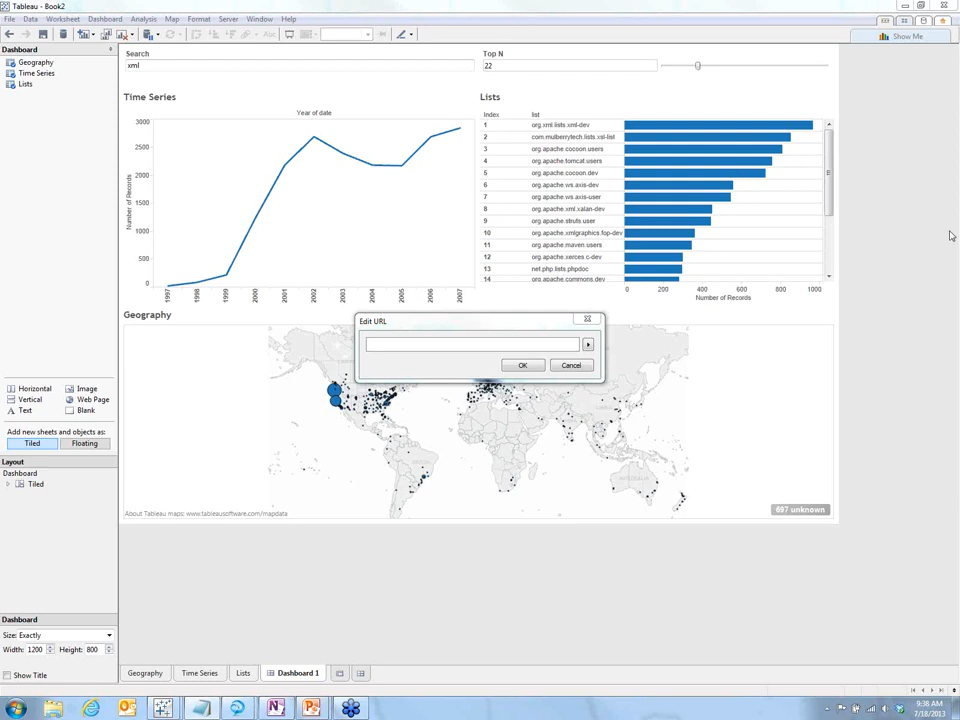 Tableau - Book2
File Data Worksheet Dashboard Analysis Map Format Server Window Help
Show Me
Dashboard
Geography
Time Series
Lists
Search
xml
Top N
22
Time Series
Year of date
Number of Records
3000
2500
2000
1500
1000
500
0
1997 1998 1999 2000 2001 2002 2003 2004 2005 2006 2007
Lists
Index list
1 org.xml.lists.xml-dev
2 com.mulberrytech.lists.xsl-list
3 org.apache.cocoon.users
4 org.apache.tomcat.users
5 org.apache.cocoon.dev
6 org.apache.ws.axis-dev
7 org.apache.ws.axis-user
8 org.apache.xml.xalan-dev
9 org.apache.struts.user
10 org.apache.xmlgraphics.fop-dev
11 org.apache.maven.users
12 org.apache.xerces.c-dev
13 net.php.lists.phpdoc
14 org.apache.commons.dev
0 200 400 600 800 1000
Number of Records
Geography
Edit URL
OK Cancel
About Tableau maps: www.tableausoftware.com/mapdata
697 unknown
Horizontal Image
Vertical Web Page
Text Blank
Add new sheets and objects as:
Tiled Floating
Layout
Dashboard
Tiled
Dashboard
Size: Exactly
Width: 1200 Height: 800
Show Title
Geography Time Series Lists Dashboard 1
9:38 AM
7/18/2013